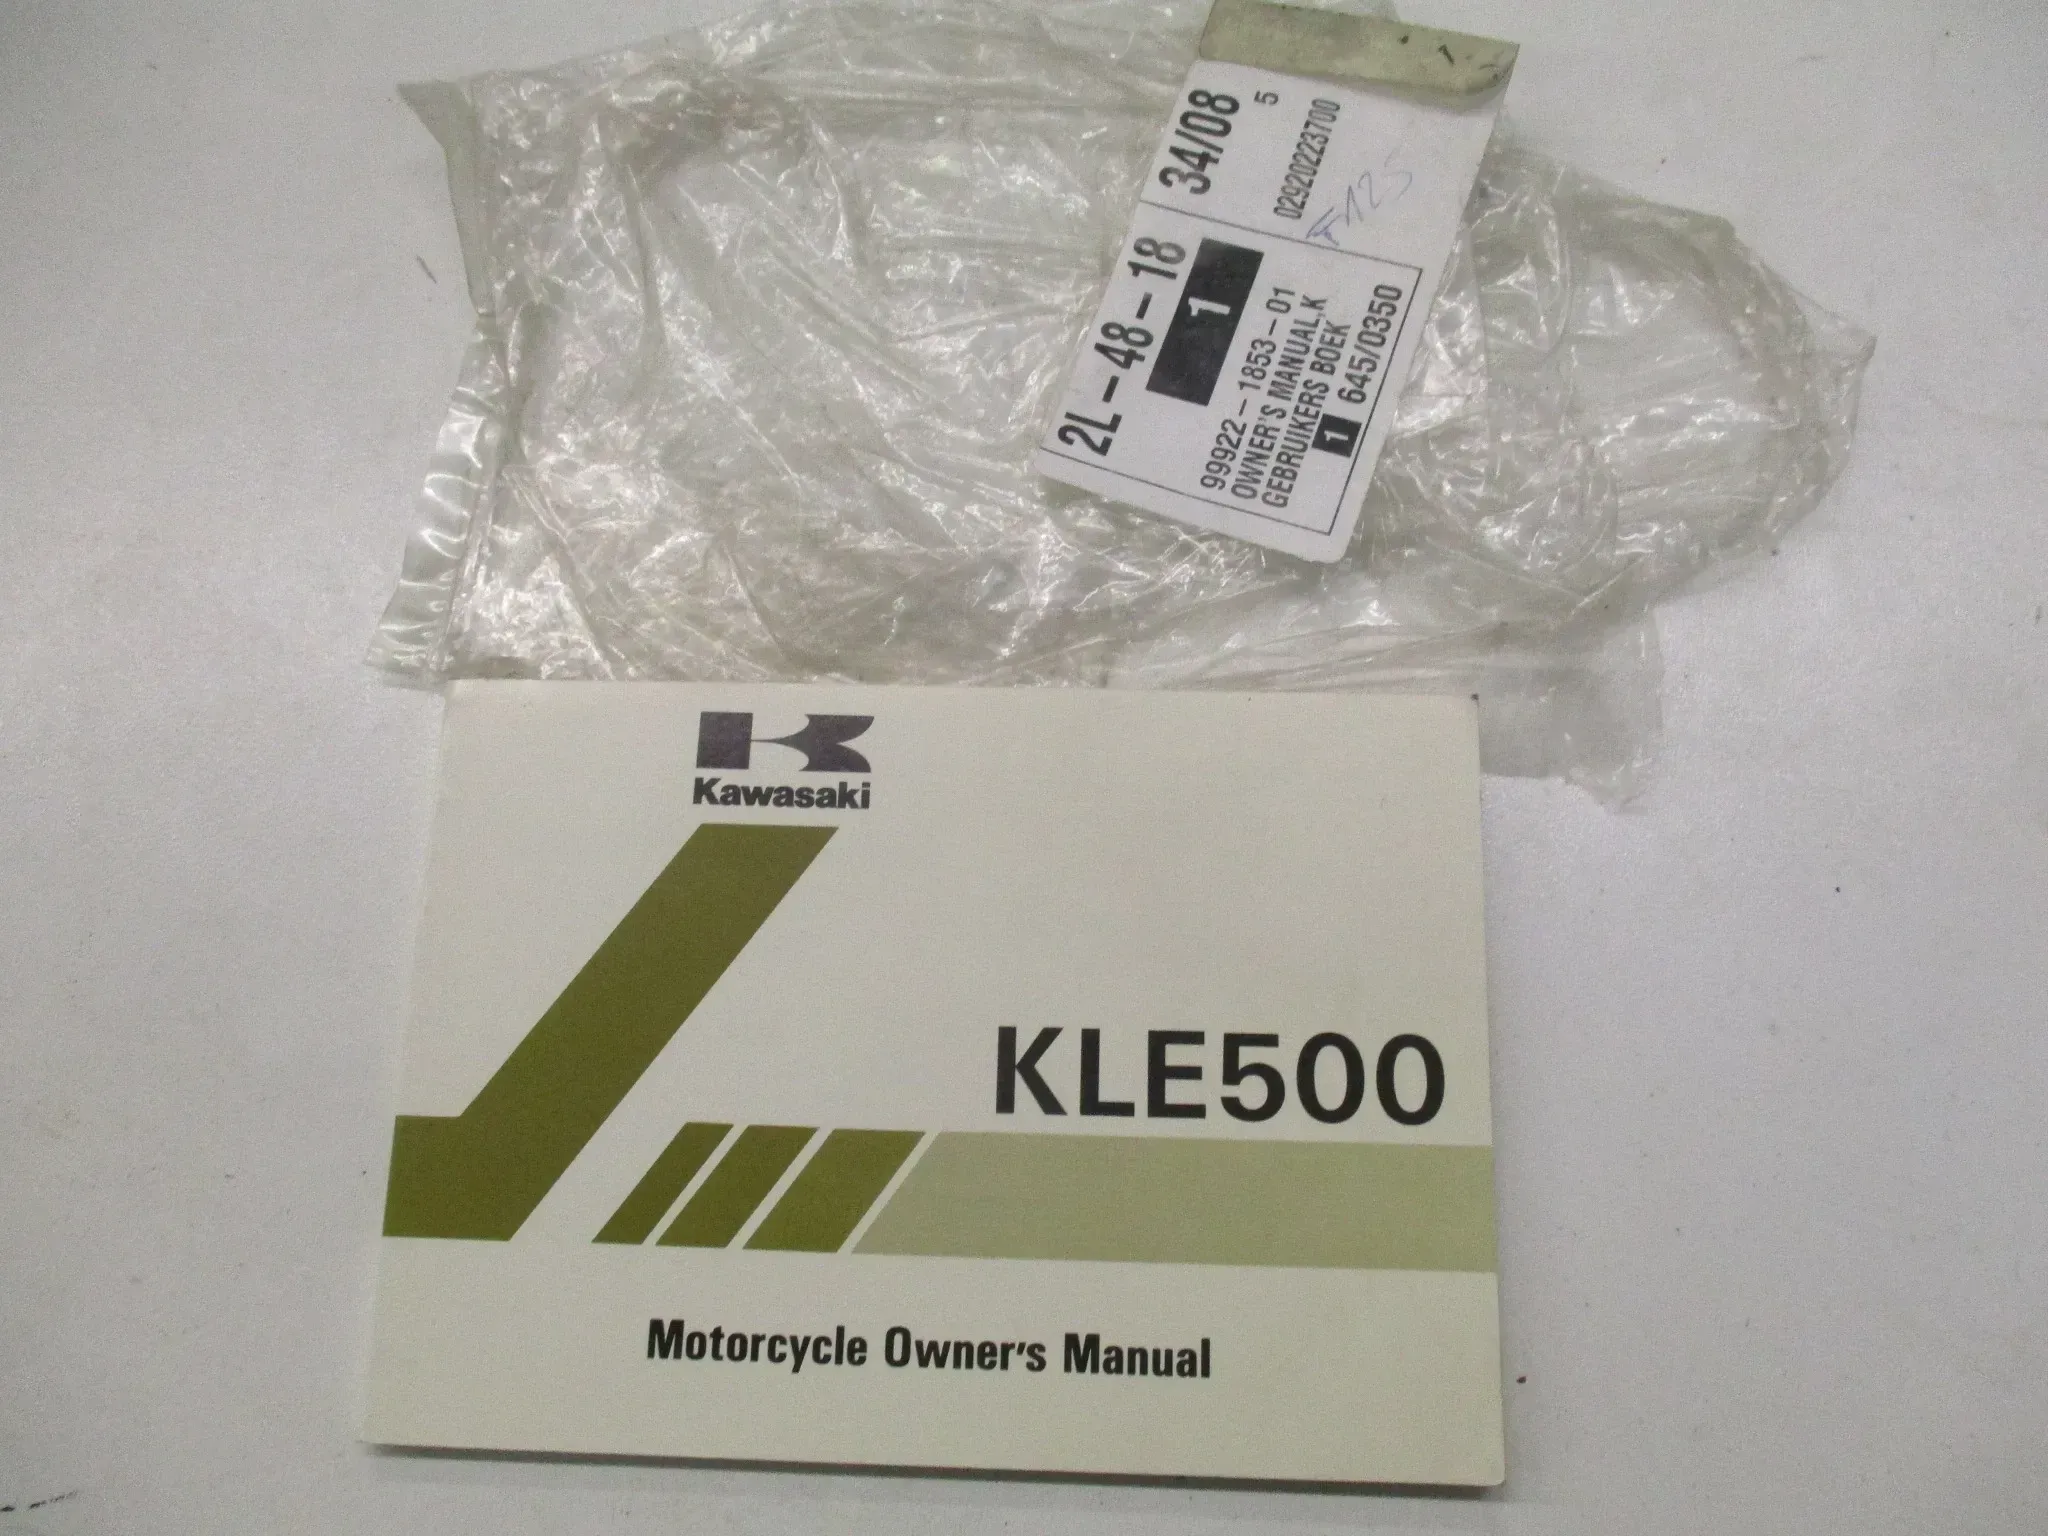 2L-48-18 34/08
1
5
99922-1853-01
02920223700
OWNER'S MANUAL,K
GEBRUIKERS BOEK
1 645/0350
Kawasaki
KLE500
Motorcycle Owner's Manual